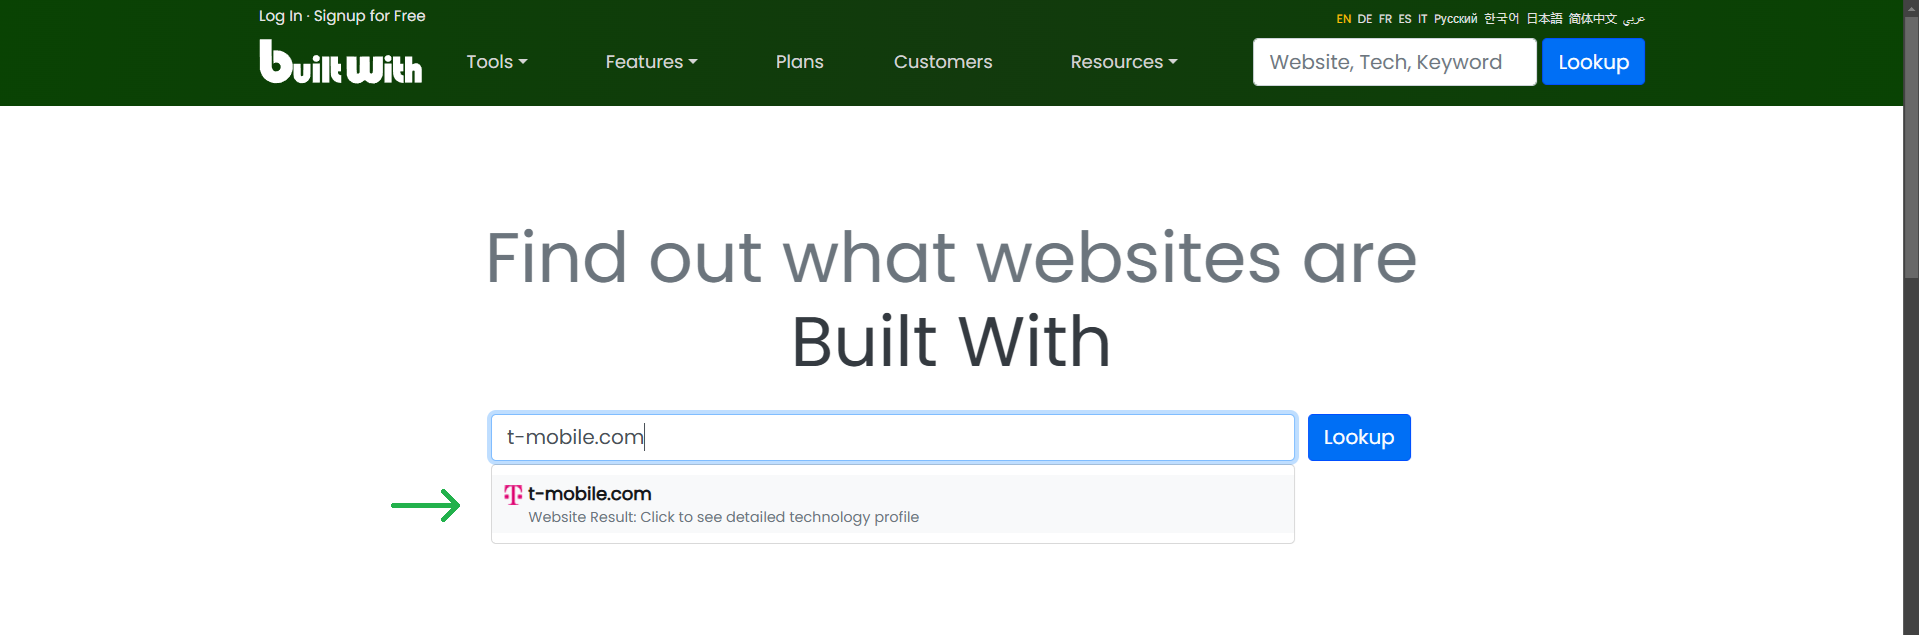 Log In · Signup for Free
EN DE FR ES IT Русский 한국어 日本語 简体中文 عربي
builtwith Tools Features Plans Customers Resources Website, Tech, Keyword Lookup
Find out what websites are
Built With
t-mobile.com Lookup
T t-mobile.com
Website Result: Click to see detailed technology profile